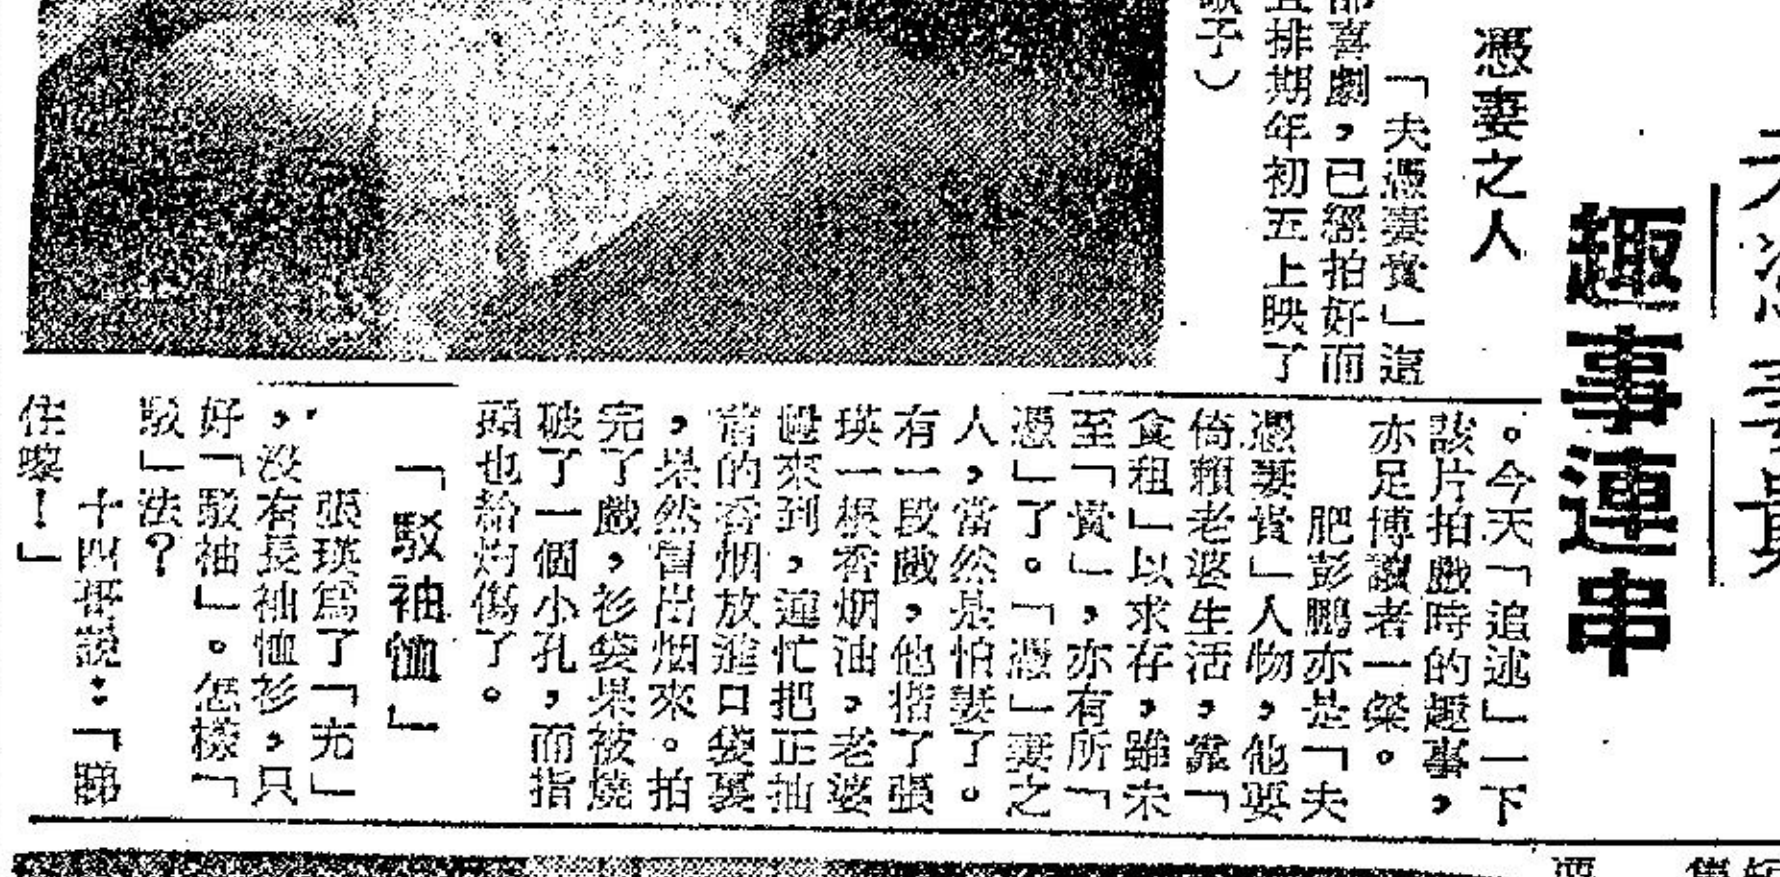 趣事連串
憑妻之人
「夫憑妻貴」這
部喜劇，已經拍好而
且排期年初五上映了
子）
。今天「追述」一下
該片拍戲時的趣事，
亦足博讀者一粲。
肥彭鵬亦是「夫
憑妻貴」人物，他要
倚賴老婆生活，靠「
食租」以求存，雖未
至「貴」，亦有所「
憑」了。「憑」妻之
人，當然是怕妻了。
有一段戲，他揩了張
瑛一根香烟油，老婆
來到，連忙把正抽
當的香烟放進口袋裏
，果然冒出烟來。拍
完了戲，衫袋果被燒
破了一個小孔，而指
頭也給灼傷了。
「駁袖恤」
張瑛爲了「充」
，沒有長袖恤衫，只
好「駁袖」。怎樣「
駁」法？
十四哥説：「睇
住嚟！」